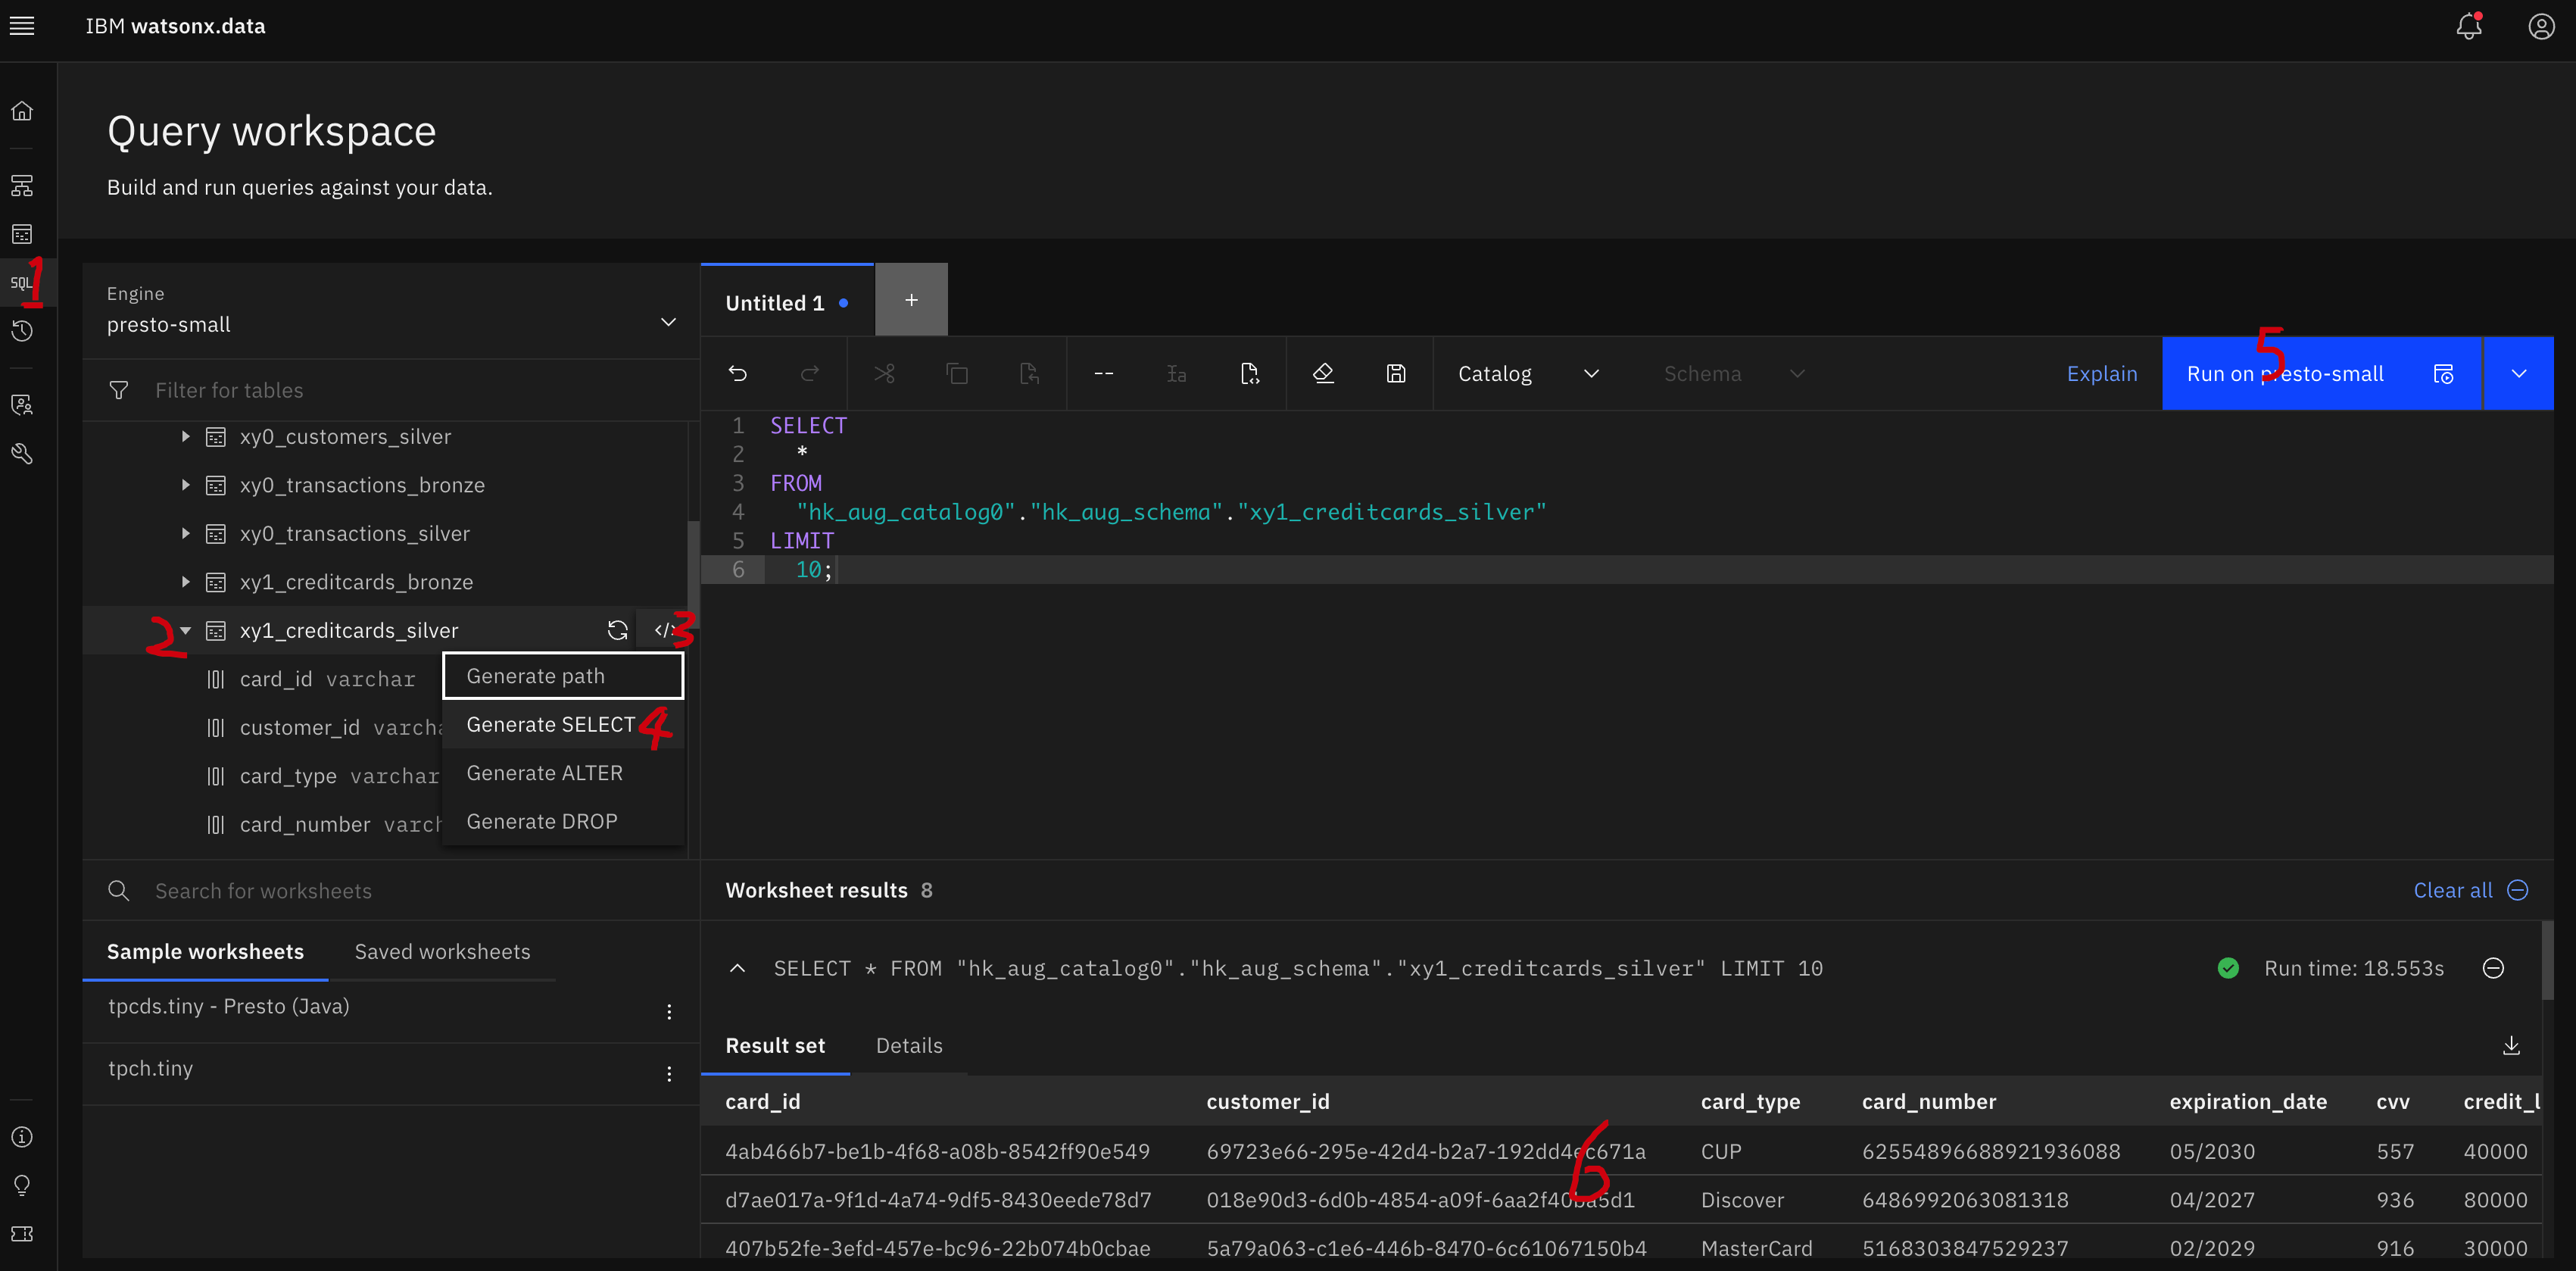 IBM watsonx.data
Query workspace
Build and run queries against your data.
SQL
1
Engine
presto-small
Filter for tables
xy0_customers_silver
xy0_transactions_bronze
xy0_transactions_silver
xy1_creditcards_bronze
2 xy1_creditcards_silver </> 3
card_id varchar
customer_id varcha
card_type varchar
card_number varch
Generate path
Generate SELECT 4
Generate ALTER
Generate DROP
Search for worksheets
Sample worksheets Saved worksheets
tpcds.tiny - Presto (Java)
tpch.tiny
Untitled 1 +
-- Catalog Schema Explain Run on presto-small
5
1 SELECT
2 *
3 FROM
4 "hk_aug_catalog0"."hk_aug_schema"."xy1_creditcards_silver"
5 LIMIT
6 10;
Worksheet results 8 Clear all
SELECT * FROM "hk_aug_catalog0"."hk_aug_schema"."xy1_creditcards_silver" LIMIT 10 Run time: 18.553s
Result set Details
card_id customer_id card_type card_number expiration_date cvv credit_l
4ab466b7-be1b-4f68-a08b-8542ff90e549 69723e66-295e-42d4-b2a7-192dd4ec671a CUP 62554896688921936088 05/2030 557 40000
6
d7ae017a-9f1d-4a74-9df5-8430eede78d7 018e90d3-6d0b-4854-a09f-6aa2f40ba5d1 Discover 6486992063081318 04/2027 936 80000
407b52fe-3efd-457e-bc96-22b074b0cbae 5a79a063-c1e6-446b-8470-6c61067150b4 MasterCard 5168303847529237 02/2029 916 30000